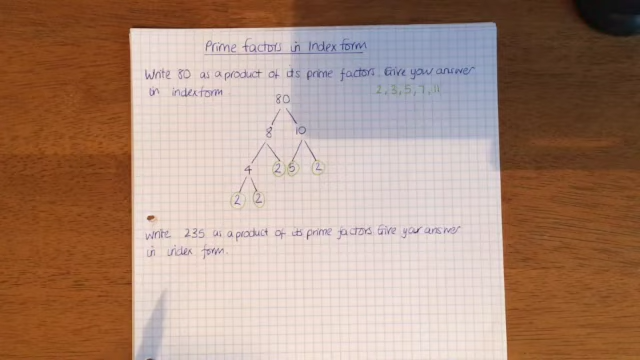 Prime factors in Index form
Write 80 as a product of its prime factors. Give your answer
in index form
2, 3, 5, 7, 11
80
8 10
4 2 5 2
2 2
Write 235 as a product of its prime factors. Give your answer
in index form.